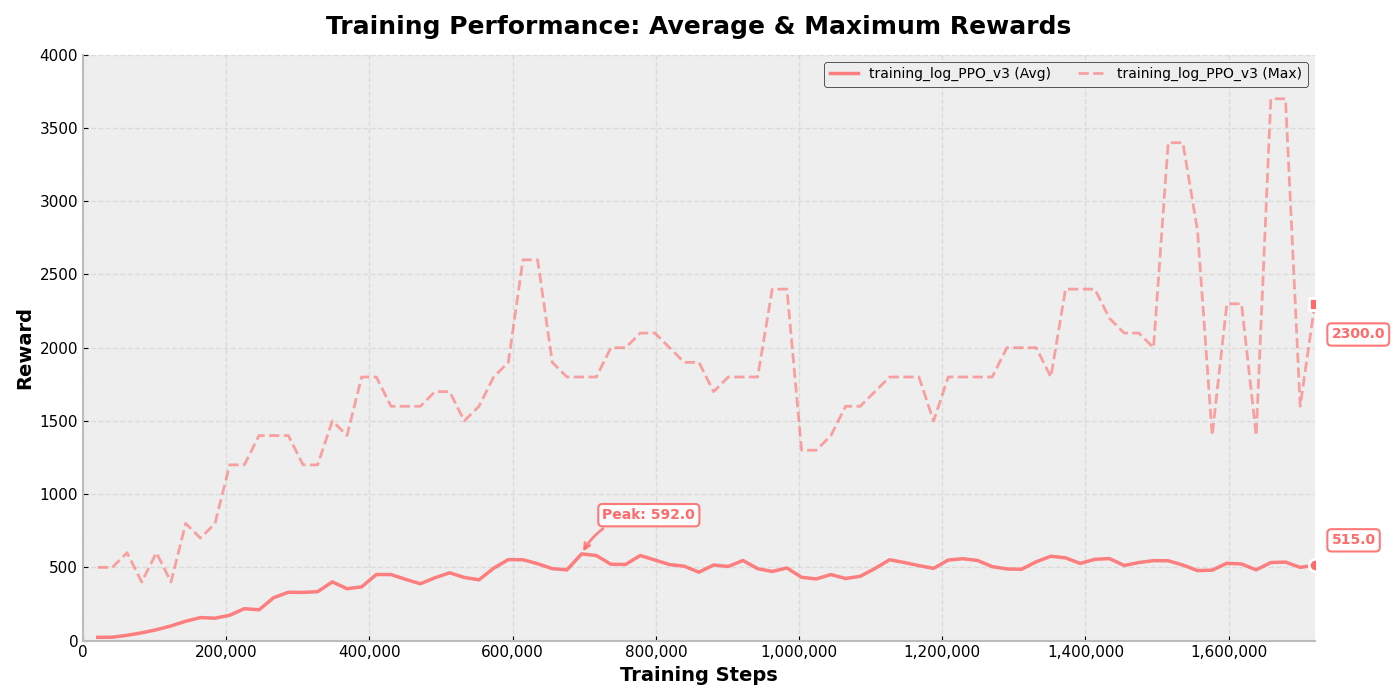 Training Performance: Average & Maximum Rewards
training_log_PPO_v3 (Avg) training_log_PPO_v3 (Max)
4000
3500
3000
2500
2000
1500
1000
500
0
Reward
2300.0
Peak: 592.0
515.0
0 200,000 400,000 600,000 800,000 1,000,000 1,200,000 1,400,000 1,600,000
Training Steps